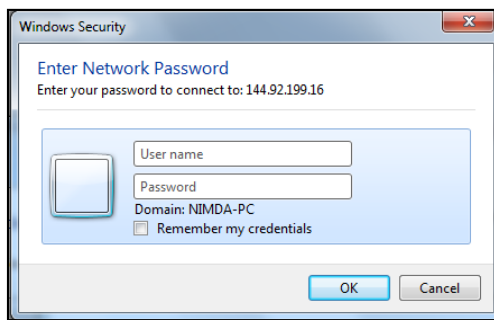 Windows Security
Enter Network Password
Enter your password to connect to: 144.92.199.16
User name
Password
Domain: NIMDA-PC
Remember my credentials
OK Cancel